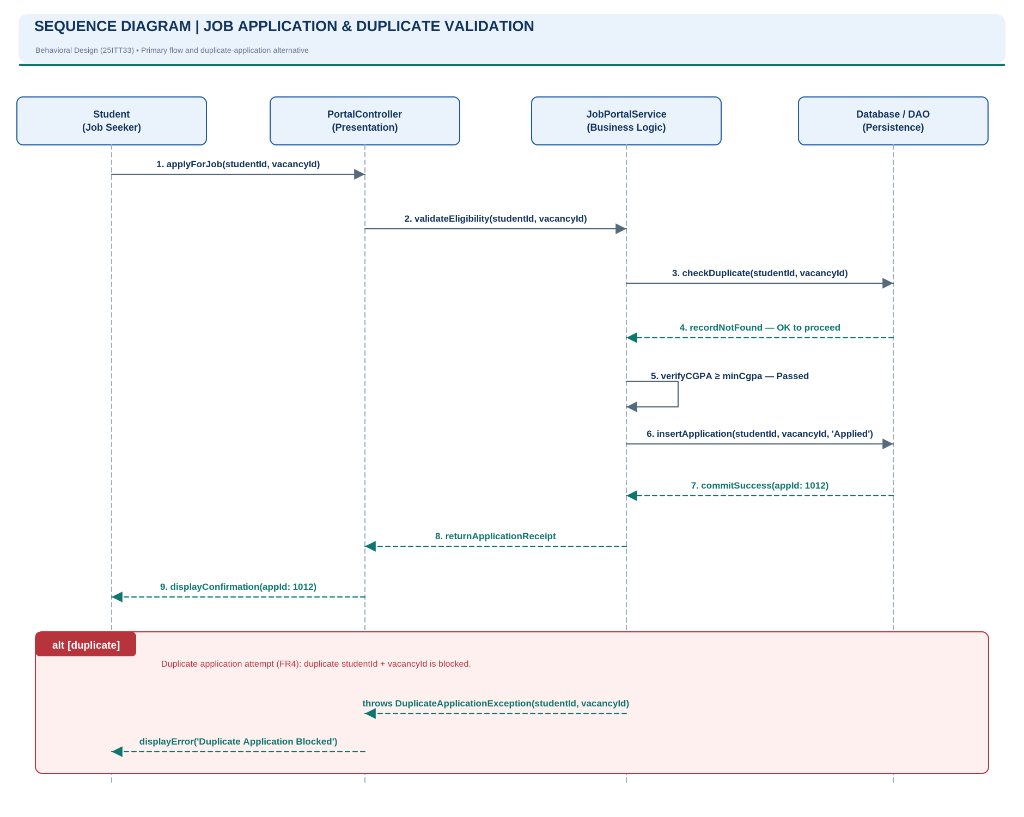 SEQUENCE DIAGRAM | JOB APPLICATION & DUPLICATE VALIDATION
Behavioral Design (25ITT33) • Primary flow and duplicate-application alternative
Student
(Job Seeker)
PortalController
(Presentation)
JobPortalService
(Business Logic)
Database / DAO
(Persistence)
1. applyForJob(studentId, vacancyId)
2. validateEligibility(studentId, vacancyId)
3. checkDuplicate(studentId, vacancyId)
4. recordNotFound — OK to proceed
5. verifyCGPA ≥ minCgpa — Passed
6. insertApplication(studentId, vacancyId, 'Applied')
7. commitSuccess(appId: 1012)
8. returnApplicationReceipt
9. displayConfirmation(appId: 1012)
alt [duplicate]
Duplicate application attempt (FR4): duplicate studentId + vacancyId is blocked.
throws DuplicateApplicationException(studentId, vacancyId)
displayError('Duplicate Application Blocked')